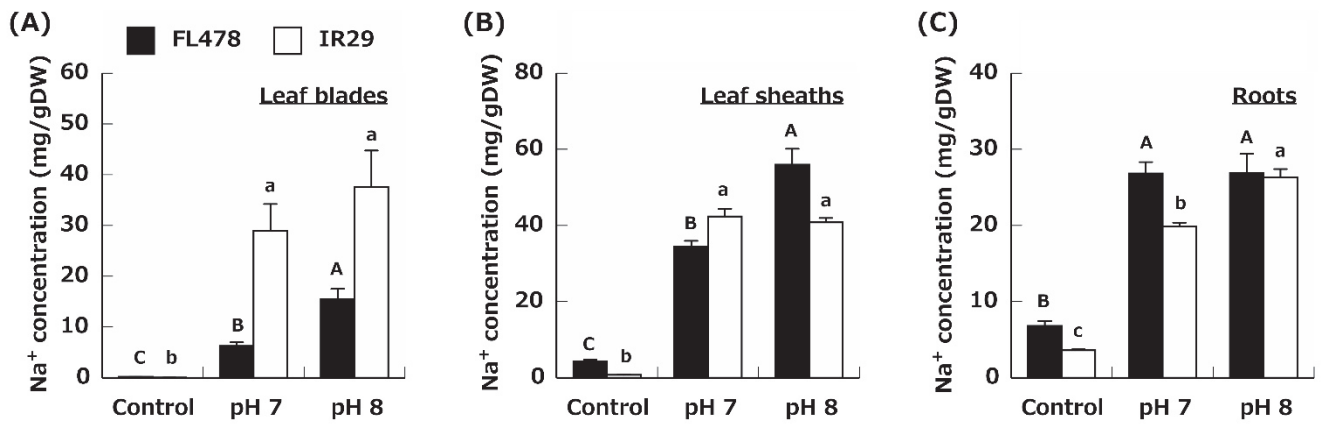 (A)
FL478 IR29
Na+ concentration (mg/gDW)
60
50
40
30
20
10
0
Leaf blades
C b B a A a
Control pH 7 pH 8
(B)
Na+ concentration (mg/gDW)
80
60
40
20
0
Leaf sheaths
C b B a A a
Control pH 7 pH 8
(C)
Na+ concentration (mg/gDW)
40
30
20
10
0
Roots
B c A b A a
Control pH 7 pH 8